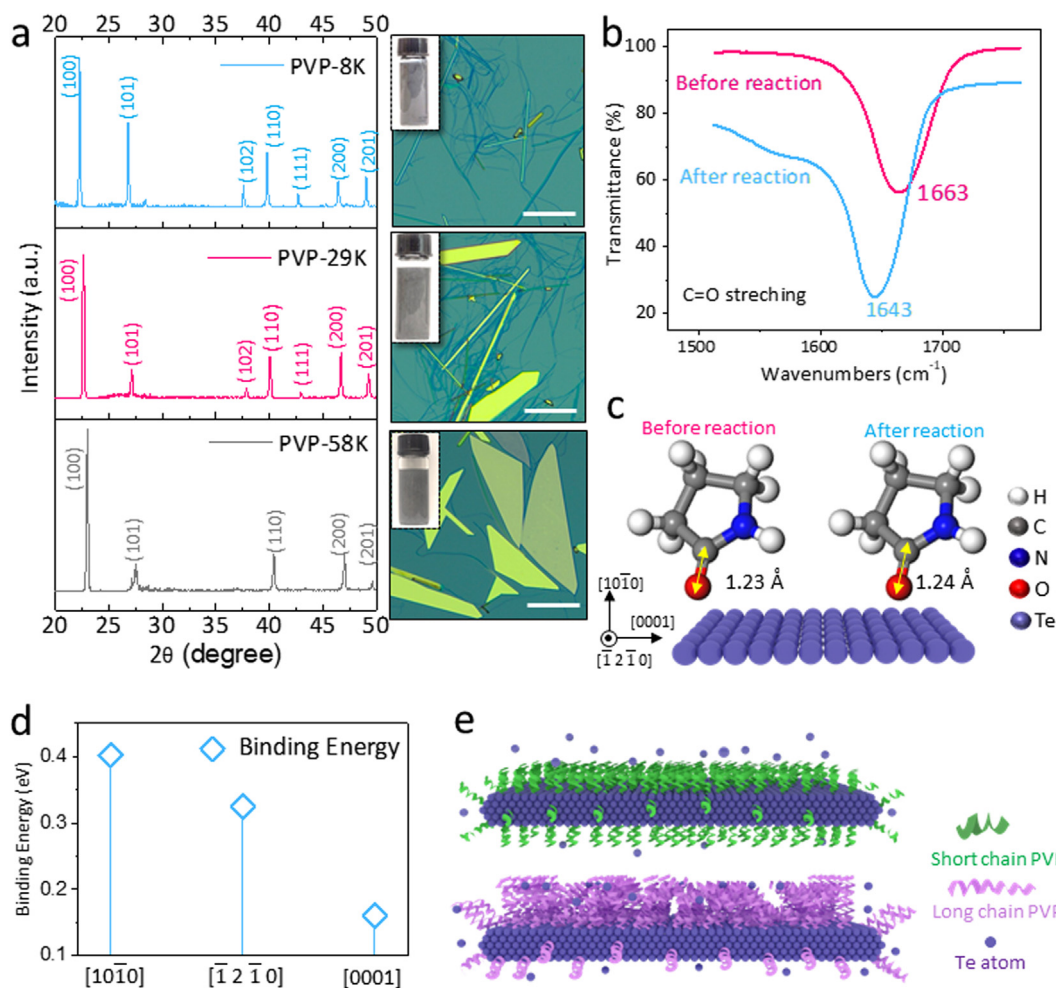 a
20 25 30 35 40 45 50
PVP-8K
(100)
(101)
(102)
(110)
(111)
(200)
(201)
PVP-29K
(100)
(101)
(102)
(110)
(111)
(200)
(201)
PVP-58K
(100)
(101)
(110)
(200)
(201)
Intensity (a.u.)
20 25 30 35 40 45 50
2θ (degree)
b
100
80
60
40
20
Transmittance (%)
Before reaction
After reaction
1663
1643
C=O streching
1500 1600 1700
Wavenumbers (cm⁻¹)
c
Before reaction
After reaction
1.23 Å
1.24 Å
[101̅0]
[0001]
[1̅ 2 1̅ 0]
H
C
N
O
Te
d
Binding Energy
0.4
0.3
0.2
0.1
Binding Energy (eV)
[101̅0] [1̅ 2 1̅ 0] [0001]
e
Short chain PVP
Long chain PVP
Te atom